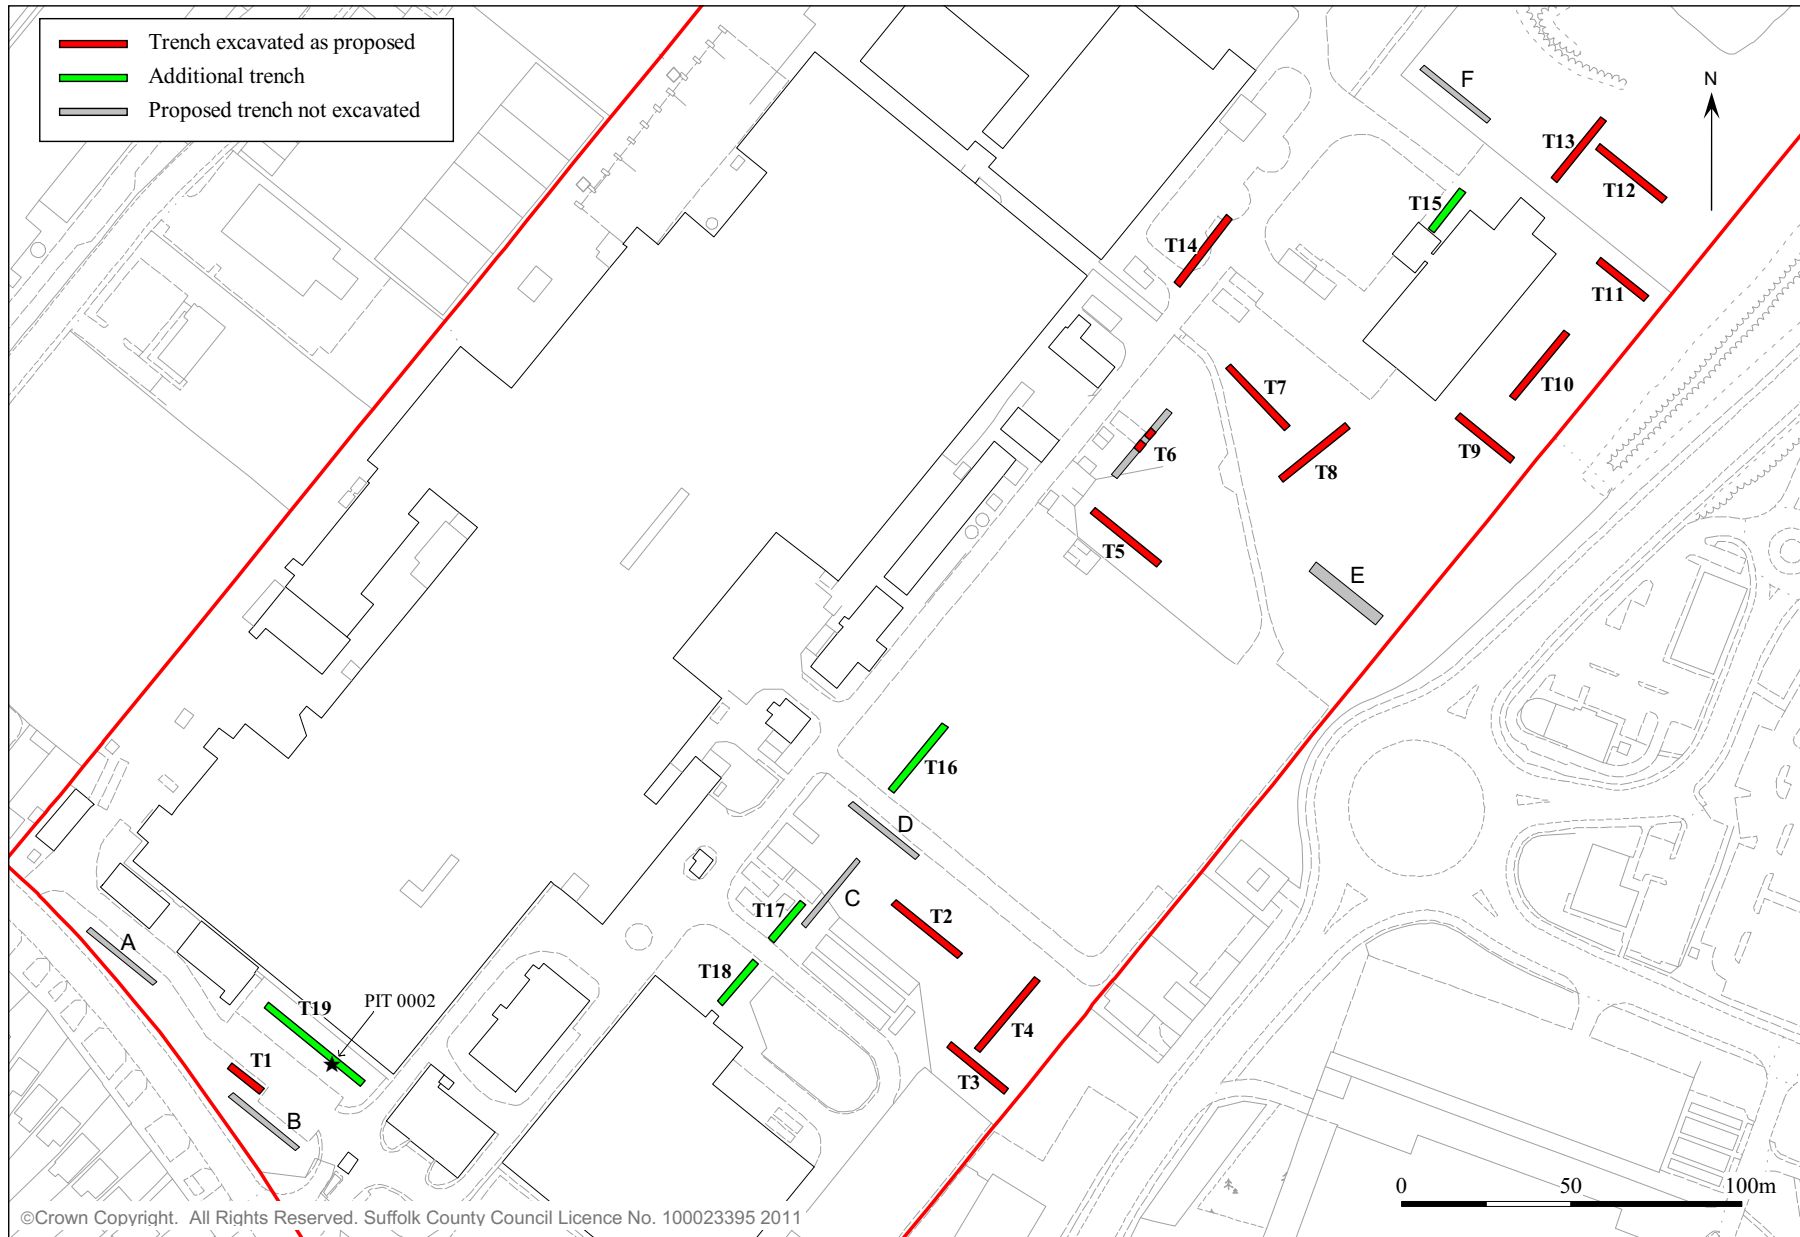 Trench excavated as proposed
Additional trench
Proposed trench not excavated
N
F
T13
T12
T15
T14
T11
T10
T7
T9
T8
T6
T5
E
T16
D
C
T2
T17
A
T18
T19
PIT 0002
T4
T1
T3
B
0 50 100m
©Crown Copyright. All Rights Reserved. Suffolk County Council Licence No. 100023395 2011